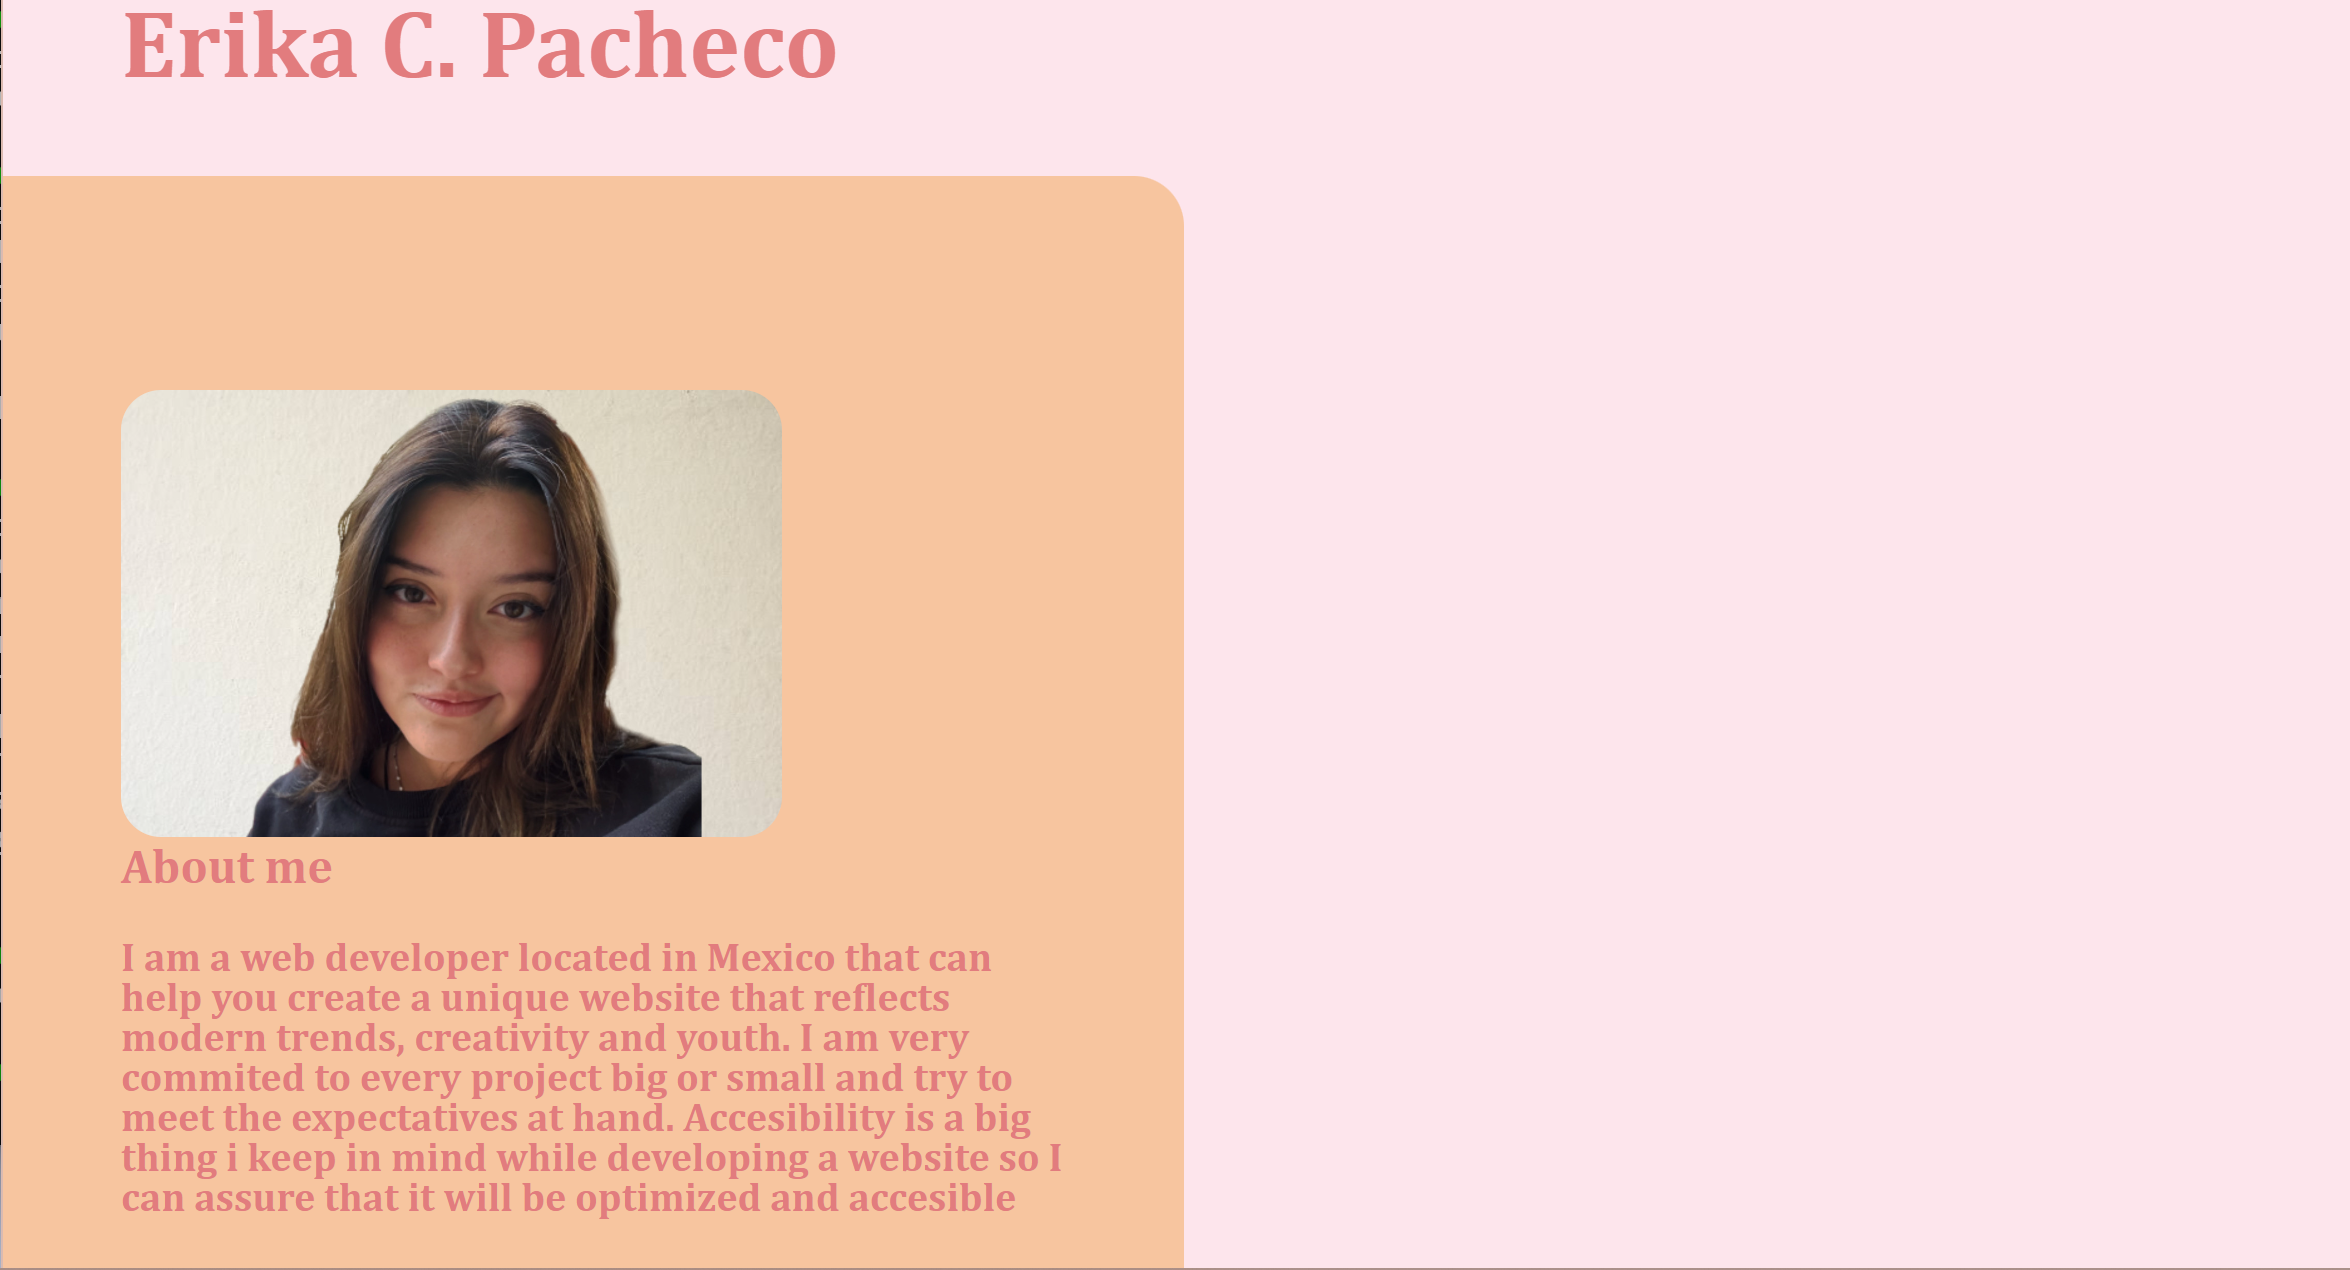 Erika C. Pacheco
About me
I am a web developer located in Mexico that can
help you create a unique website that reflects
modern trends, creativity and youth. I am very
commited to every project big or small and try to
meet the expectatives at hand. Accesibility is a big
thing i keep in mind while developing a website so I
can assure that it will be optimized and accesible